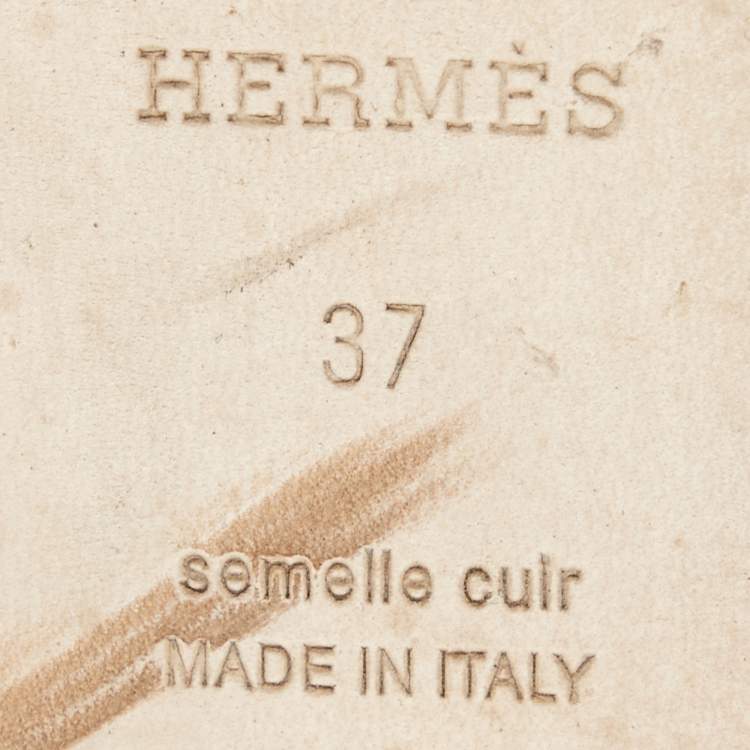 HERMÈS
37
semelle cuir
MADE IN ITALY